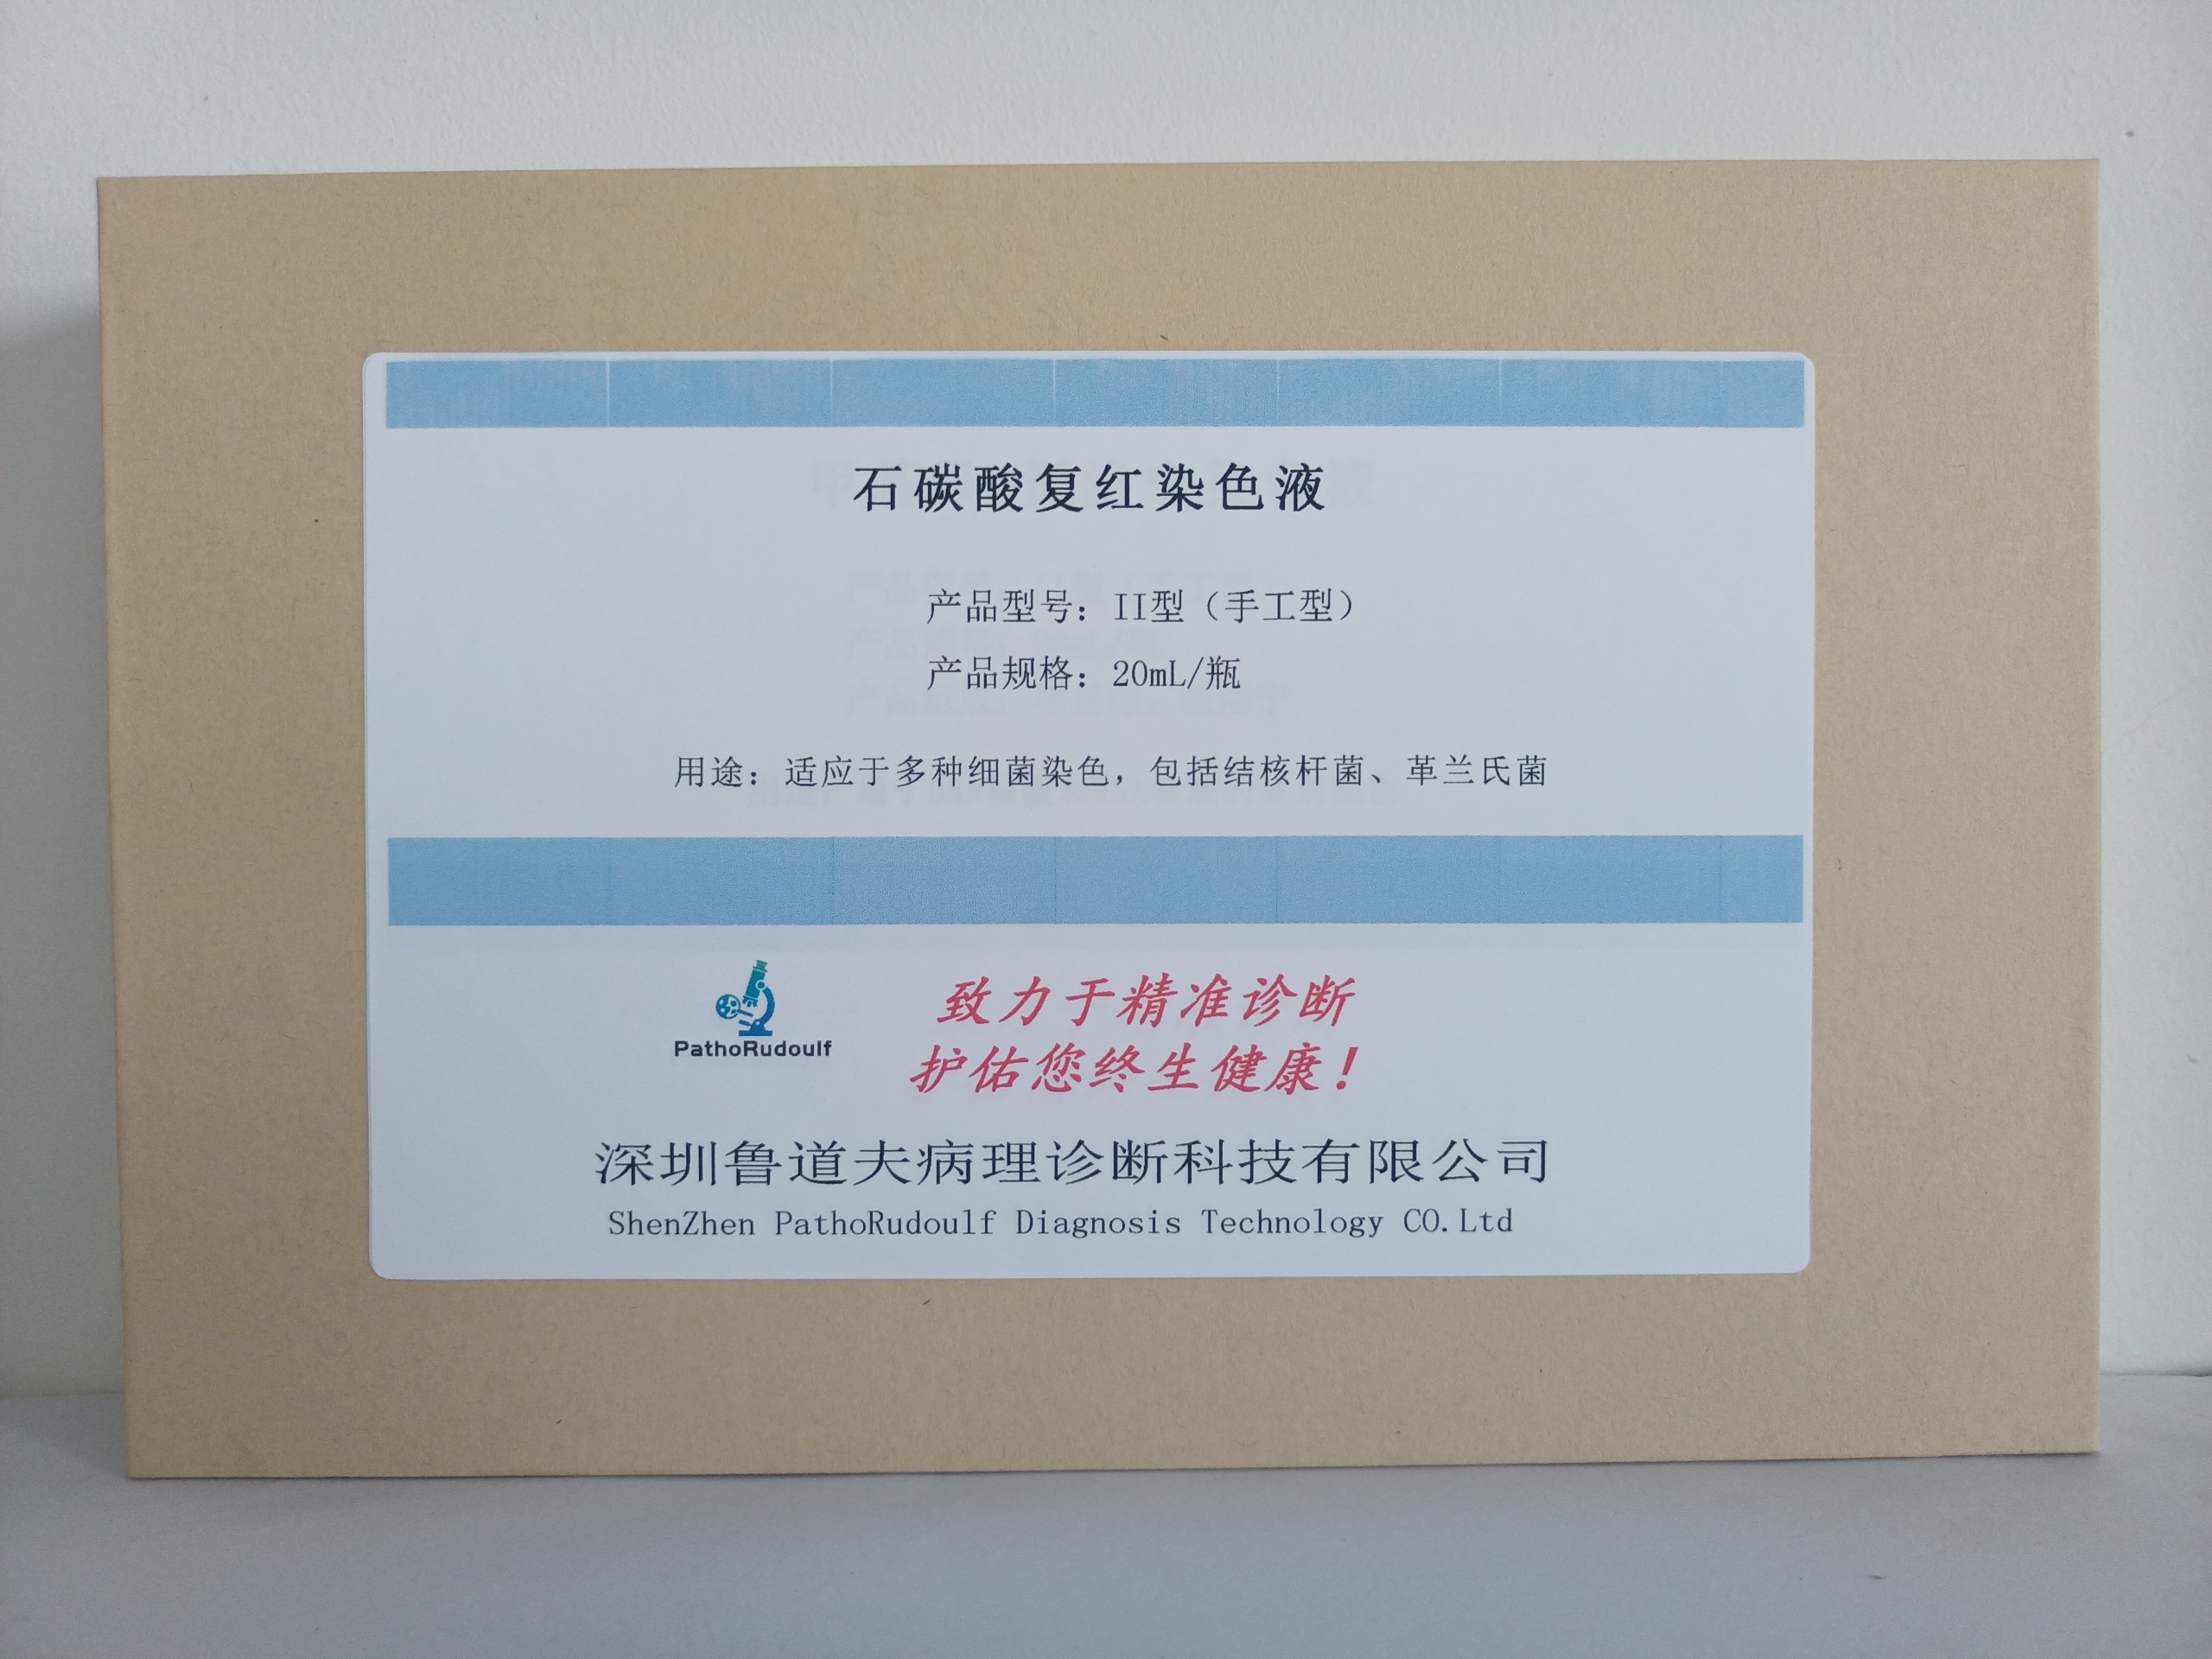 石碳酸复红染色液
产品型号：II型（手工型）
产品规格：20mL/瓶
用途：适应于多种细菌染色，包括结核杆菌、革兰氏菌
PathoRudoulf
致力于精准诊断
护佑您终生健康！
深圳鲁道夫病理诊断科技有限公司
ShenZhen PathoRudoulf Diagnosis Technology CO.Ltd